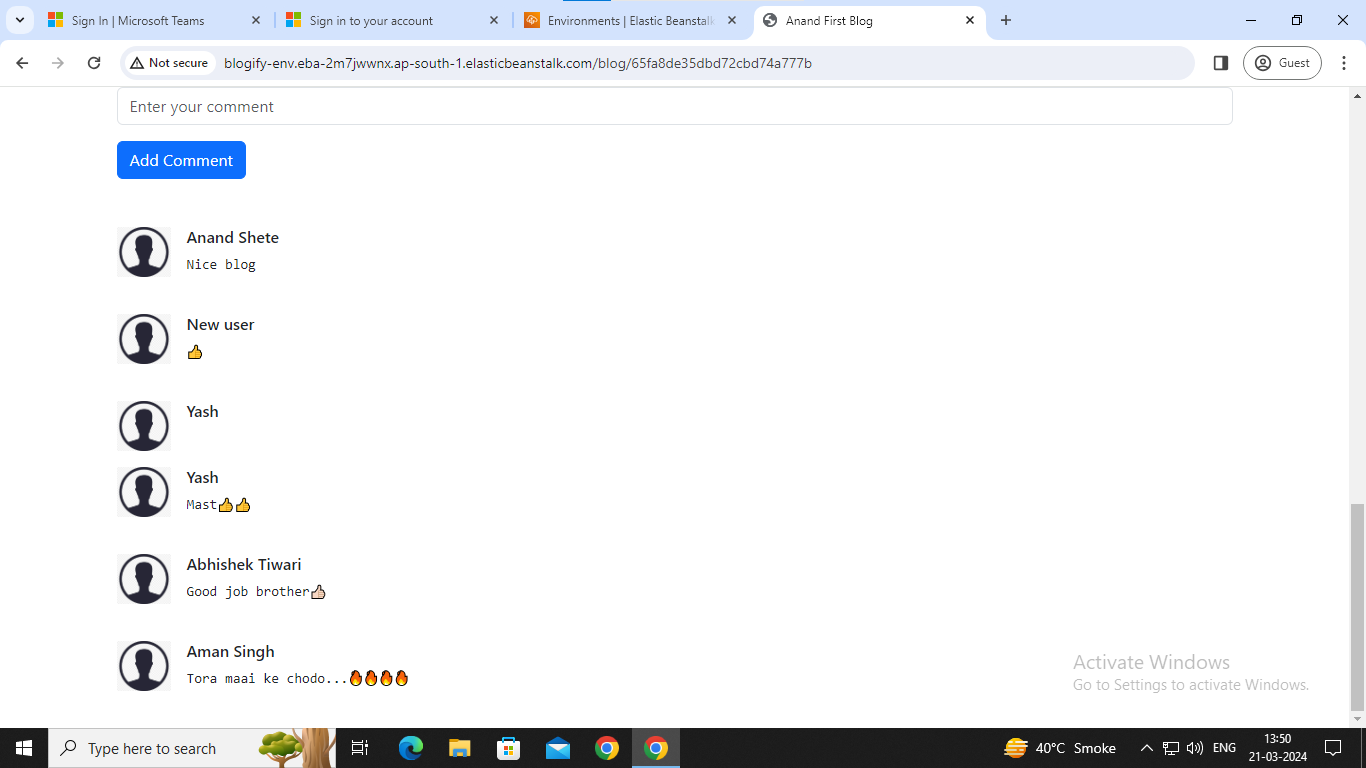 Sign In | Microsoft Teams
Sign in to your account
Environments | Elastic Beanstalk
Anand First Blog
Not secure
blogify-env.eba-2m7jwwnx.ap-south-1.elasticbeanstalk.com/blog/65fa8de35dbd72cbd74a777b
Guest
Enter your comment
Add Comment
Anand Shete
Nice blog
New user
👍
Yash
Yash
Mast👍👍
Abhishek Tiwari
Good job brother👍🏻
Aman Singh
Tora maai ke chodo...🔥🔥🔥🔥
Activate Windows
Go to Settings to activate Windows.
Type here to search
40°C Smoke
ENG
13:50
21-03-2024